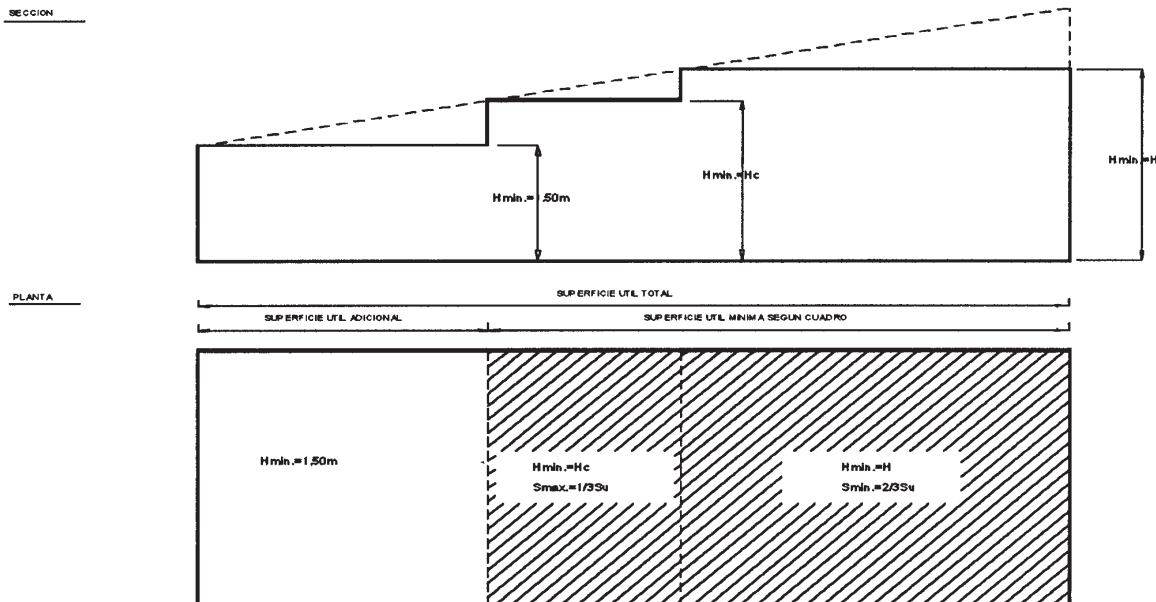 SECCION
Hmin.=H
Hmin.=Hc
Hmin.=1,50m
PLANTA
SUPERFICIE UTIL TOTAL
SUPERFICIE UTIL ADICIONAL
SUPERFICIE UTIL MINIMA SEGUN CUADRO
Hmin.=1,50m
Hmin.=Hc
Smax.=1/3Su
Hmin.=H
Smin.=2/3Su